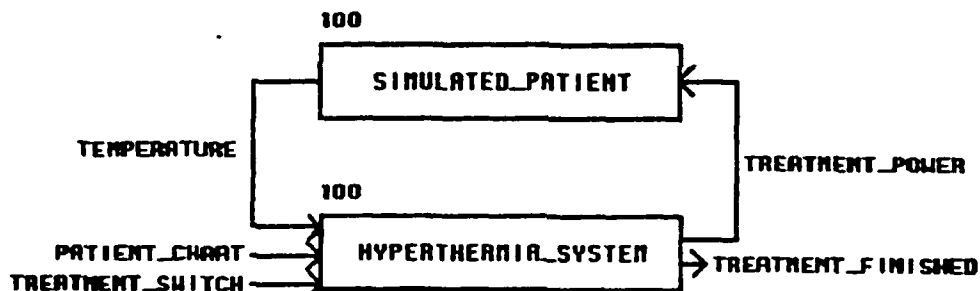 100
SIMULATED_PATIENT
TEMPERATURE
TREATMENT_POWER
100
PATIENT_CHART
HYPERTHERMIA_SYSTEM
TREATMENT_FINISHED
TREATMENT_SWITCH